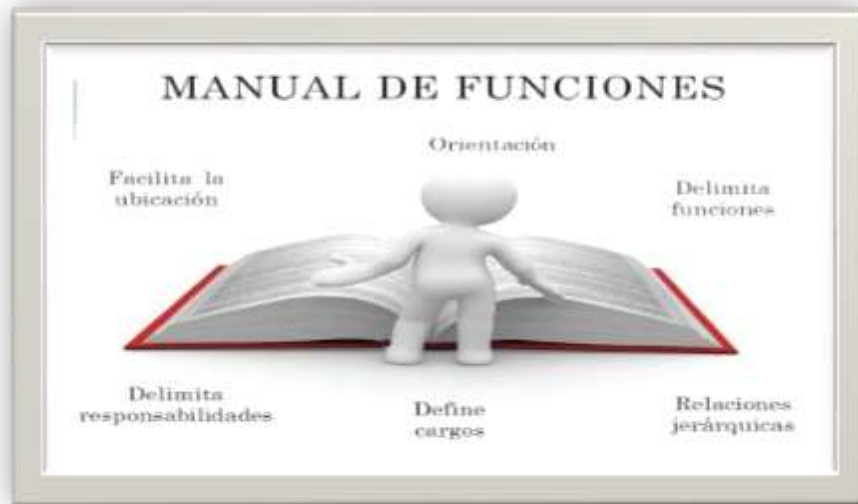 MANUAL DE FUNCIONES
Orientación
Facilita la
ubicación
Delimita
funciones
Delimita
responsabilidades
Define
cargos
Relaciones
jerárquicas